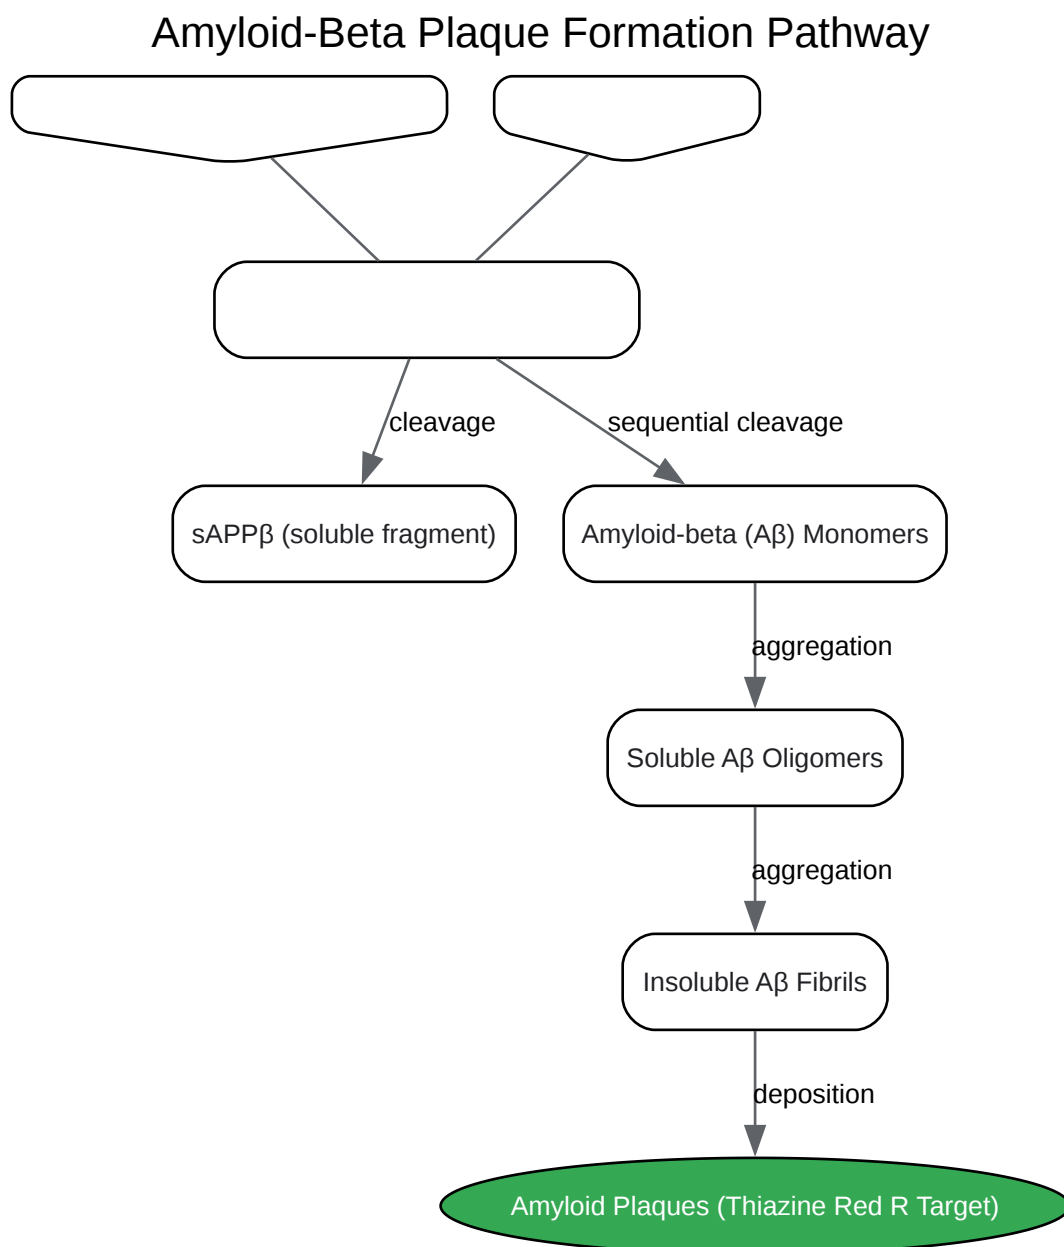 Amyloid-Beta Plaque Formation Pathway
cleavage
sequential cleavage
sAPPβ (soluble fragment)
Amyloid-beta (Aβ) Monomers
aggregation
Soluble Aβ Oligomers
aggregation
Insoluble Aβ Fibrils
deposition
Amyloid Plaques (Thiazine Red R Target)